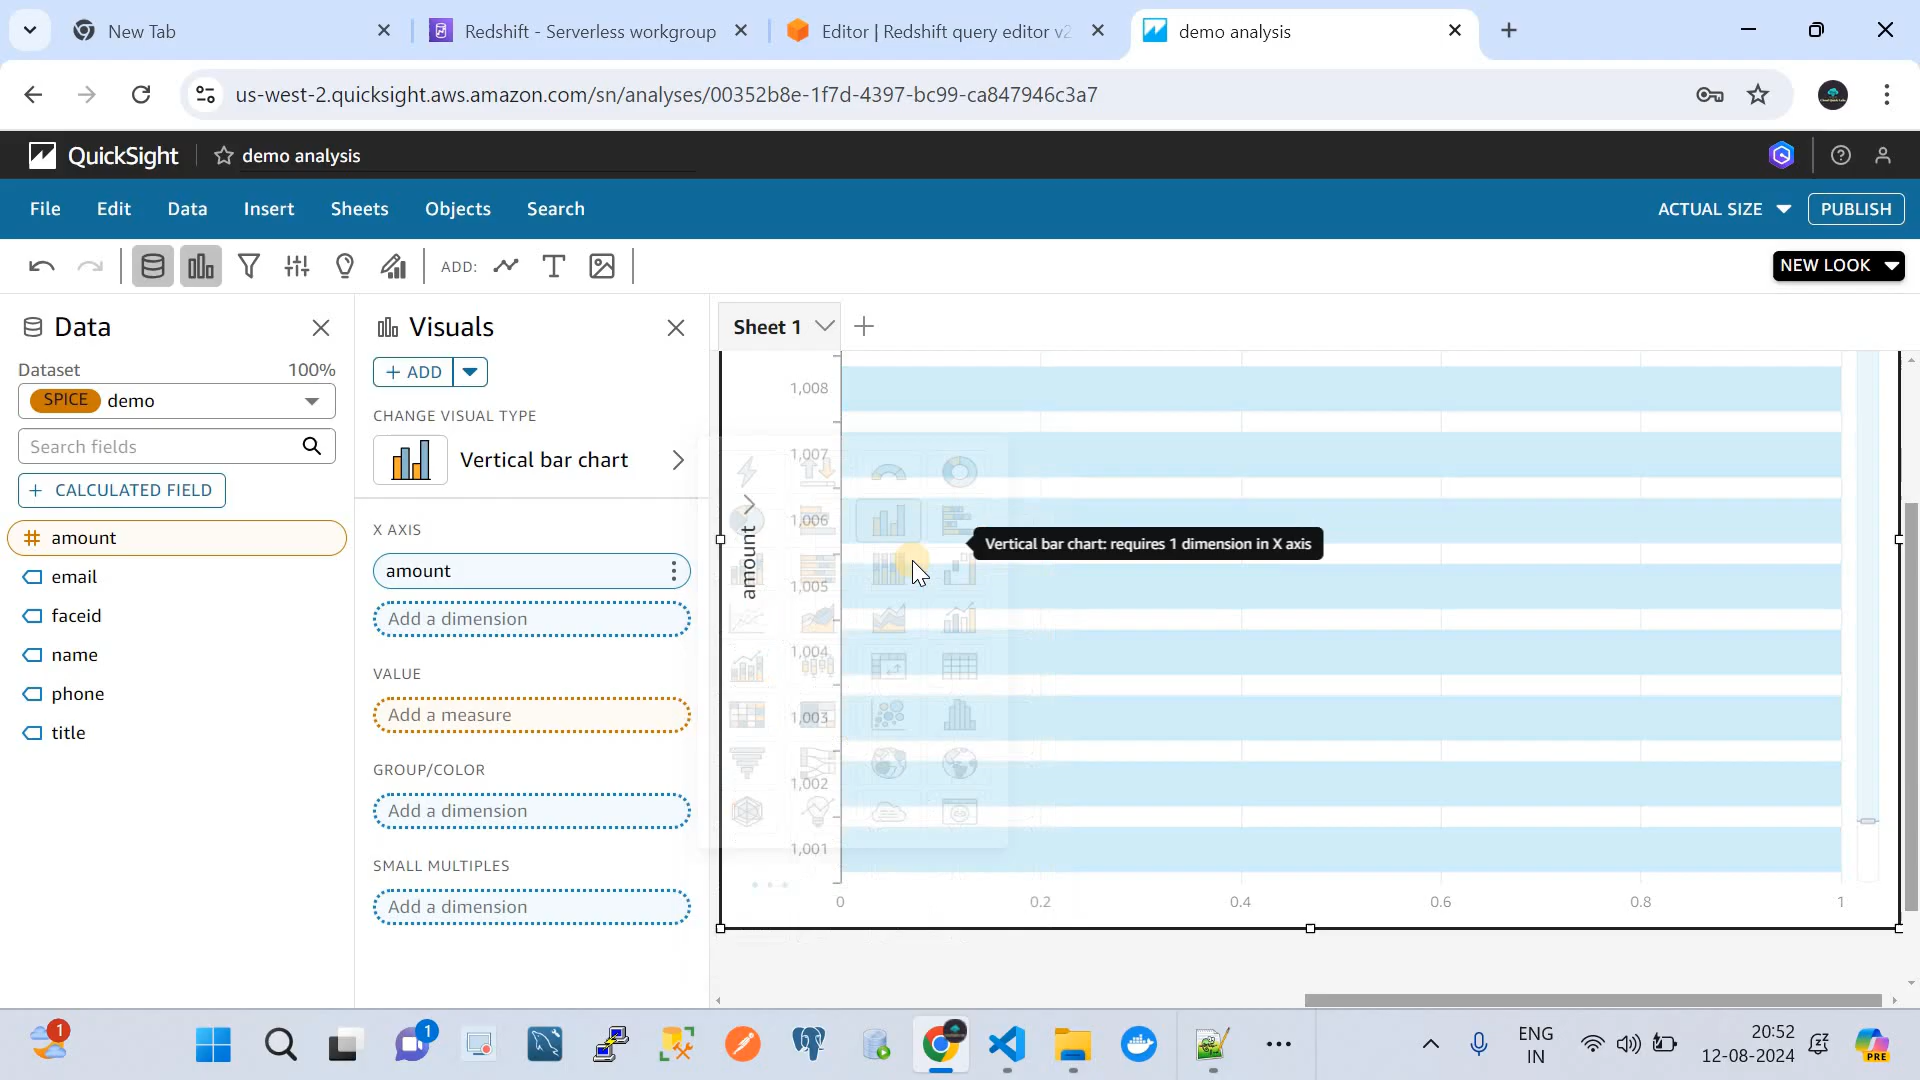 New Tab
Redshift - Serverless workgroup
Editor | Redshift query editor v2
demo analysis
us-west-2.quicksight.aws.amazon.com/sn/analyses/00352b8e-1f7d-4397-bc99-ca847946c3a7
QuickSight
demo analysis
File Edit Data Insert Sheets Objects Search
ACTUAL SIZE
PUBLISH
ADD:
NEW LOOK
Data
Dataset 100%
SPICE demo
Search fields
+ CALCULATED FIELD
amount
email
faceid
name
phone
title
Visuals
+ ADD
CHANGE VISUAL TYPE
Vertical bar chart
X AXIS
amount
Add a dimension
VALUE
Add a measure
GROUP/COLOR
Add a dimension
SMALL MULTIPLES
Add a dimension
Sheet 1
amount
1,008
1,007
1,006
1,005
1,004
1,003
1,002
1,001
0 0.2 0.4 0.6 0.8 1
Vertical bar chart: requires 1 dimension in X axis
1
1
ENG
IN
20:52
12-08-2024
PRE